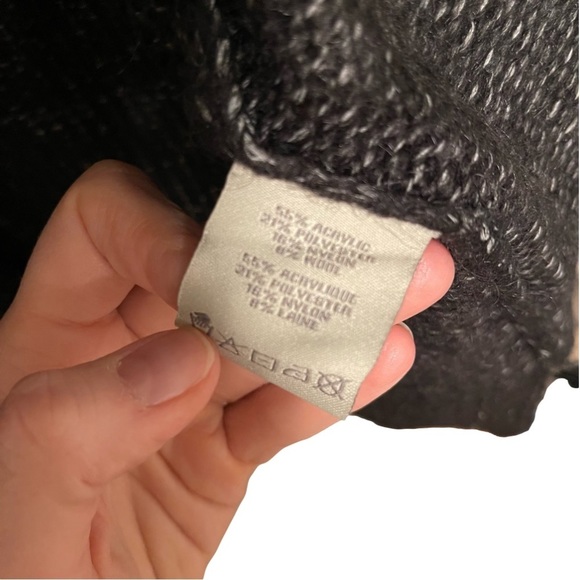 55% ACRYLIC
21% POLYESTER
16% NYLON
8% WOOL
55% ACRYLIQUE
21% POLYESTER
16% NYLON
8% LAINE